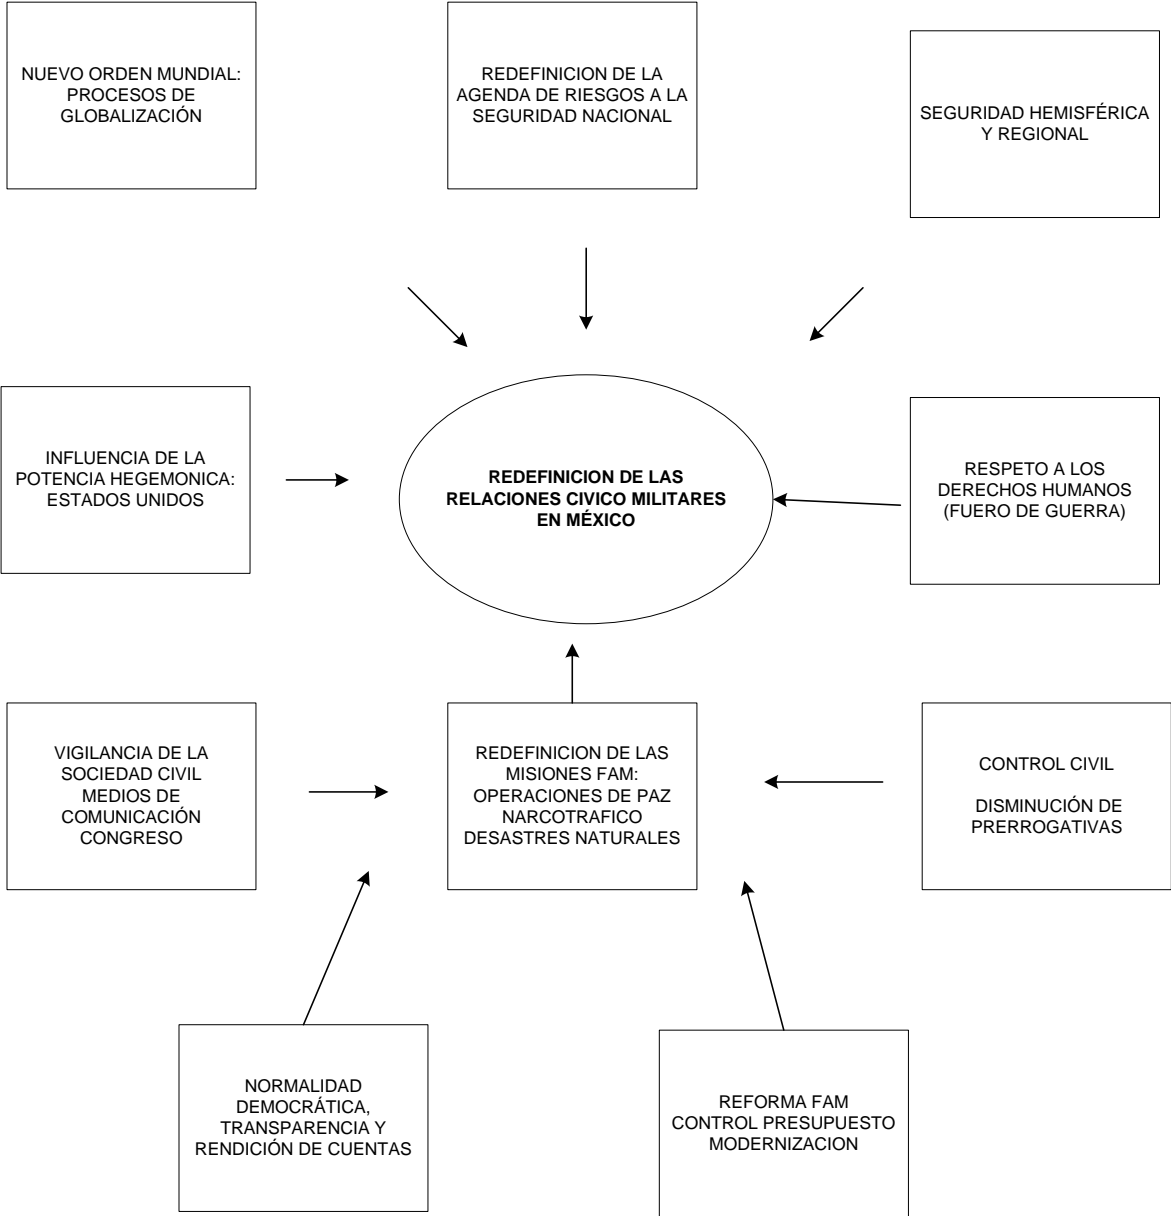 NUEVO ORDEN MUNDIAL:
PROCESOS DE
GLOBALIZACIÓN
REDEFINICION DE LA
AGENDA DE RIESGOS A LA
SEGURIDAD NACIONAL
SEGURIDAD HEMISFÉRICA
Y REGIONAL
INFLUENCIA DE LA
POTENCIA HEGEMONICA:
ESTADOS UNIDOS
REDEFINICION DE LAS
RELACIONES CIVICO MILITARES
EN MÉXICO
RESPETO A LOS
DERECHOS HUMANOS
(FUERO DE GUERRA)
VIGILANCIA DE LA
SOCIEDAD CIVIL
MEDIOS DE
COMUNICACIÓN
CONGRESO
REDEFINICION DE LAS
MISIONES FAM:
OPERACIONES DE PAZ
NARCOTRAFICO
DESASTRES NATURALES
CONTROL CIVIL
DISMINUCIÓN DE
PRERROGATIVAS
NORMALIDAD
DEMOCRÁTICA,
TRANSPARENCIA Y
RENDICIÓN DE CUENTAS
REFORMA FAM
CONTROL PRESUPUESTO
MODERNIZACION